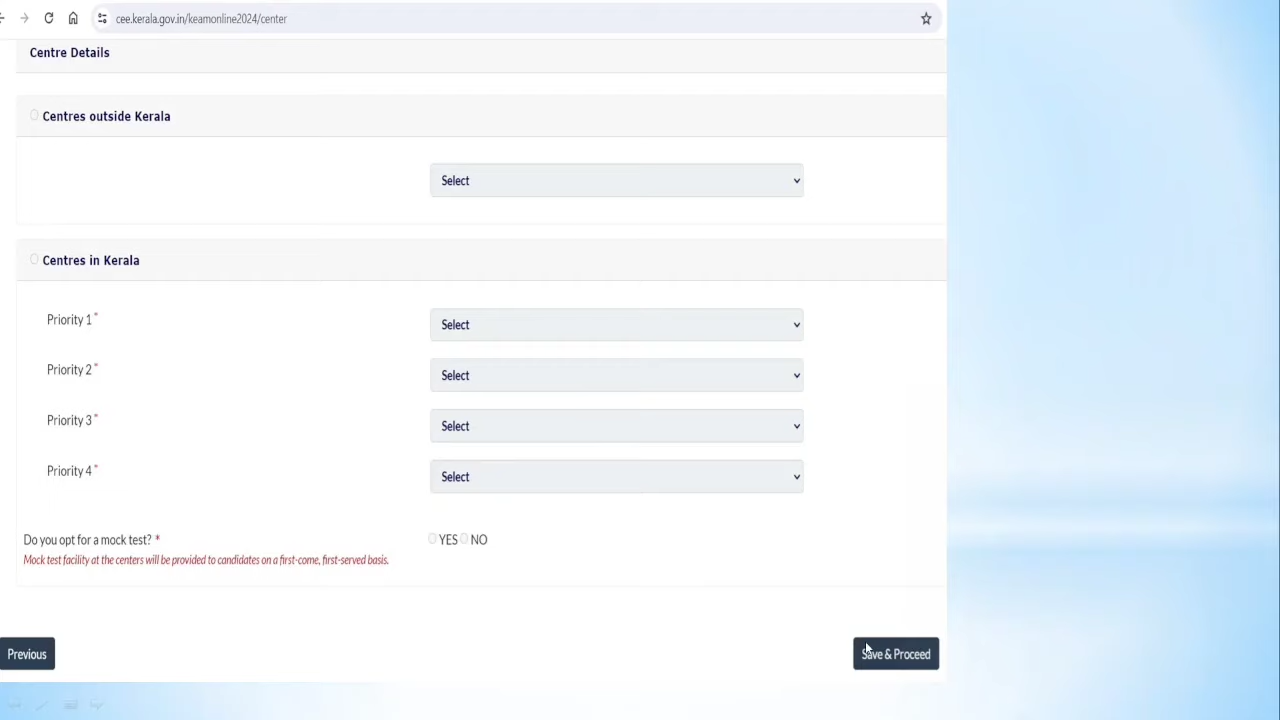 cee.kerala.gov.in/keamonline2024/center
Centre Details
Centres outside Kerala
Select
Centres in Kerala
Priority 1 * Select
Priority 2 * Select
Priority 3 * Select
Priority 4 * Select
Do you opt for a mock test? * YES NO
Mock test facility at the centers will be provided to candidates on a first-come, first-served basis.
Previous Save & Proceed